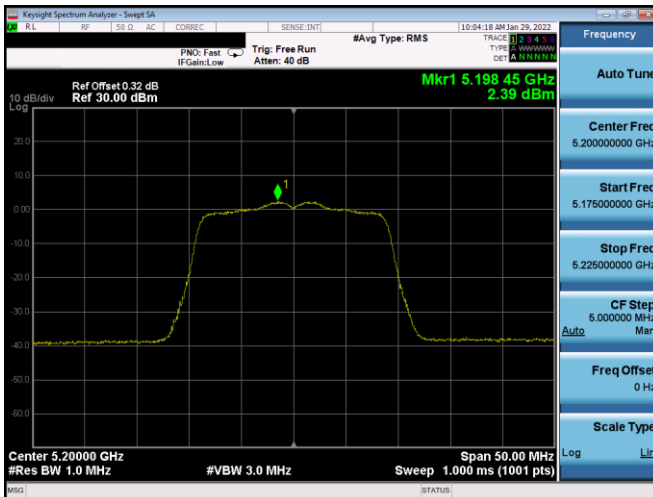 Keysight Spectrum Analyzer - Swept SA
RL RF 50 Ω AC CORREC SENSE:INT 10:04:18 AM Jan 29, 2022
#Avg Type: RMS
TRACE 1 2 3 4 5 6
TYPE A WWWWW
DET A N N N N N
PNO: Fast
IFGain:Low
Trig: Free Run
Atten: 40 dB
Mkr1 5.198 45 GHz
2.39 dBm
Ref Offset 0.32 dB
10 dB/div Ref 30.00 dBm
Log
20.0
10.0
0.00
-10.0
-20.0
-30.0
-40.0
-50.0
-60.0
1
Center 5.20000 GHz
Span 50.00 MHz
#Res BW 1.0 MHz
#VBW 3.0 MHz
Sweep 1.000 ms (1001 pts)
MSG
STATUS
Frequency
Auto Tune
Center Freq
5.200000000 GHz
Start Freq
5.175000000 GHz
Stop Freq
5.225000000 GHz
CF Step
5.000000 MHz
Auto Man
Freq Offset
0 Hz
Scale Type
Log Lin